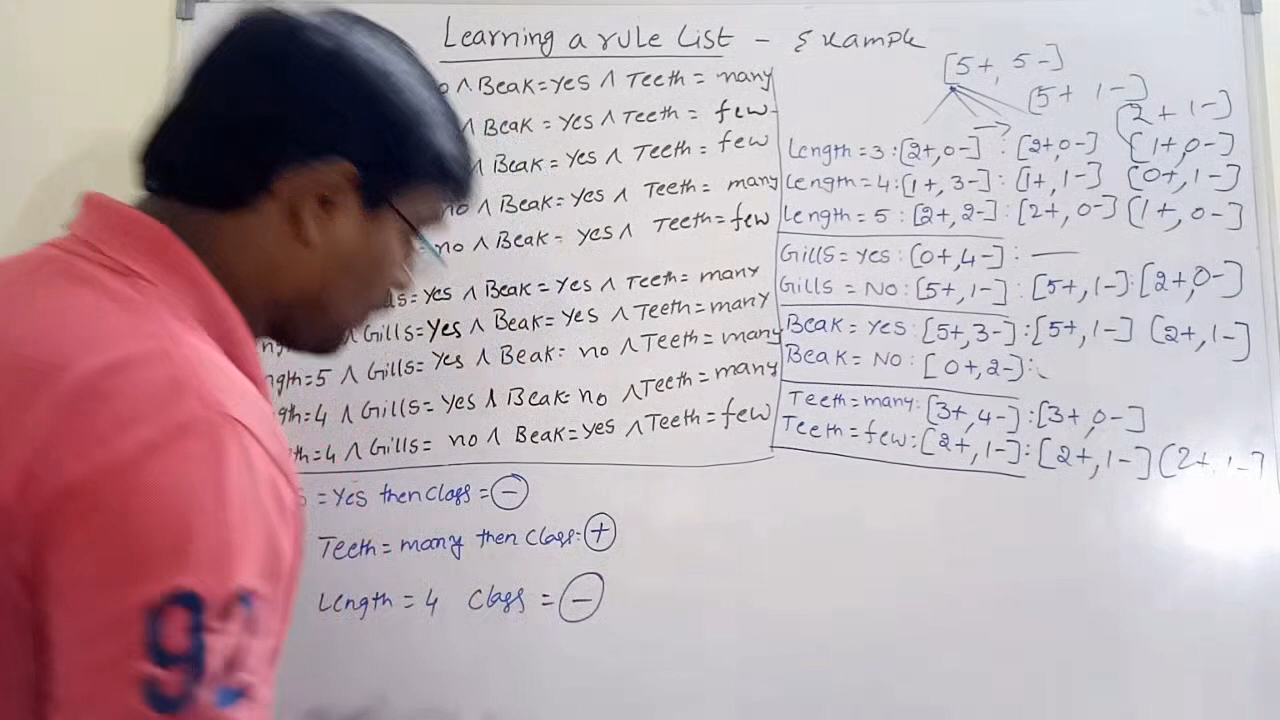 Learning a rule List - Example
o ∧ Beak=yes ∧ Teeth = many
∧ Beak = yes ∧ Teeth = few
∧ Beak = yes ∧ Teeth = few
no ∧ Beak= yes ∧ Teeth = many
= no ∧ Beak= yes ∧ Teeth = few
ls= yes ∧ Beak = yes ∧ Teeth = many
∧ Gills=yes ∧ Beak= yes ∧ Teeth = many
ngth=5 ∧ Gills= yes ∧ Beak= no ∧ Teeth = many
gth=4 ∧ Gills= yes ∧ Beak= no ∧ Teeth= many
th=4 ∧ Gills= no ∧ Beak=yes ∧ Teeth= few
[5+, 5-]
[5+ 1-]
[2+ 1-]
Length = 3 : [2+, 0-] : [2+, 0-] [1+, 0-]
Length = 4 : [1+, 3-] : [1+, 1-] [0+, 1-]
Length = 5 : [2+, 2-] : [2+, 0-] [1+, 0-]
Gills = yes : [0+, 4-] : —
Gills = NO : [5+, 1-] : [5+, 1-] : [2+, 0-]
Beak = yes : [5+, 3-] : [5+, 1-] [2+, 1-]
Beak = NO : [0+, 2-] :
Teeth = many : [3+, 4-] : [3+, 0-]
Teeth = few : [2+, 1-] : [2+, 1-] [2+, 1-]
= Yes then class = -
Teeth = many then class = +
Length = 4 class = -
9